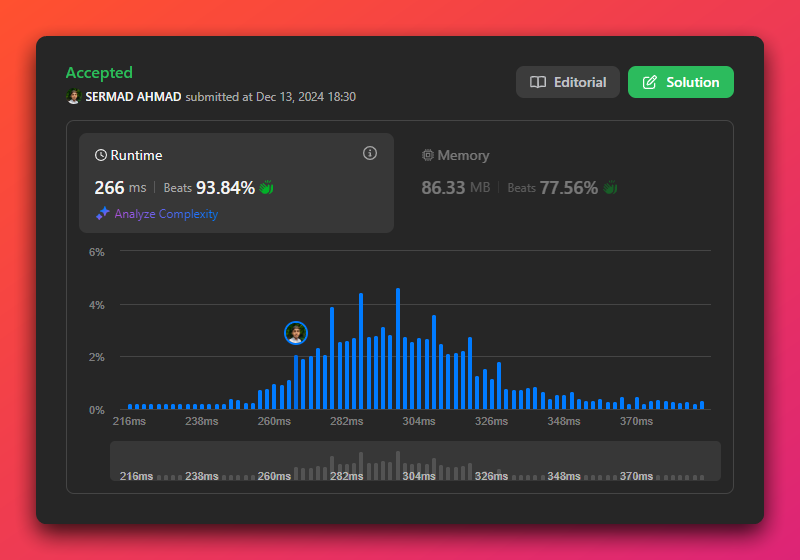 Accepted
SERMAD AHMAD submitted at Dec 13, 2024 18:30
Editorial
Solution
Runtime
266 ms | Beats 93.84%
Analyze Complexity
Memory
86.33 MB | Beats 77.56%
6%
4%
2%
0%
216ms 238ms 260ms 282ms 304ms 326ms 348ms 370ms
216ms 238ms 260ms 282ms 304ms 326ms 348ms 370ms